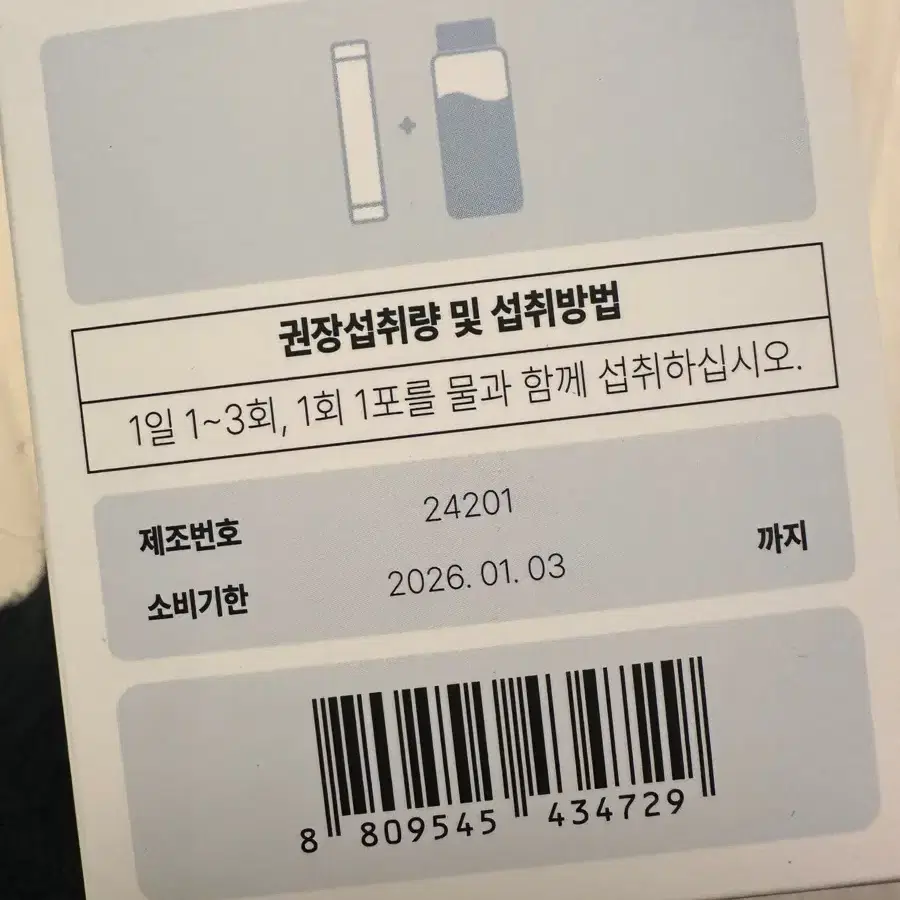 권장섭취량 및 섭취방법
1일 1~3회, 1회 1포를 물과 함께 섭취하십시오.
제조번호 24201
소비기한 2026. 01. 03 까지
8 809545 434729